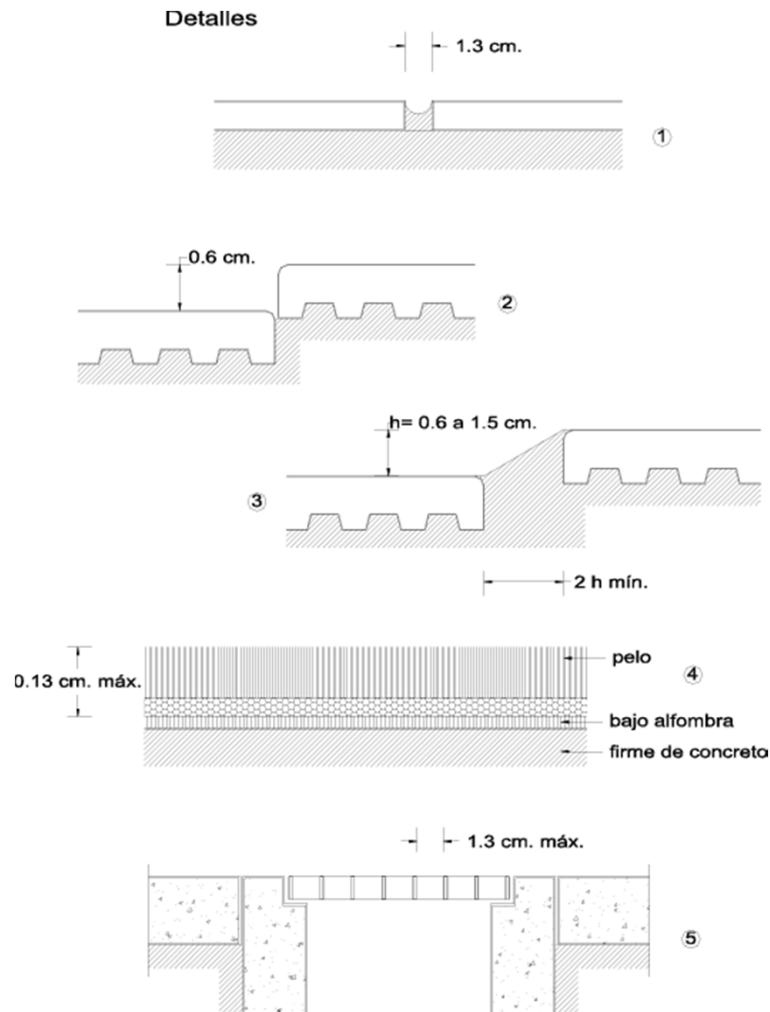 Detalles
1.3 cm.
1
0.6 cm.
2
h= 0.6 a 1.5 cm.
3
2 h mín.
pelo
4
0.13 cm. máx.
bajo alfombra
firme de concreto
1.3 cm. máx.
5